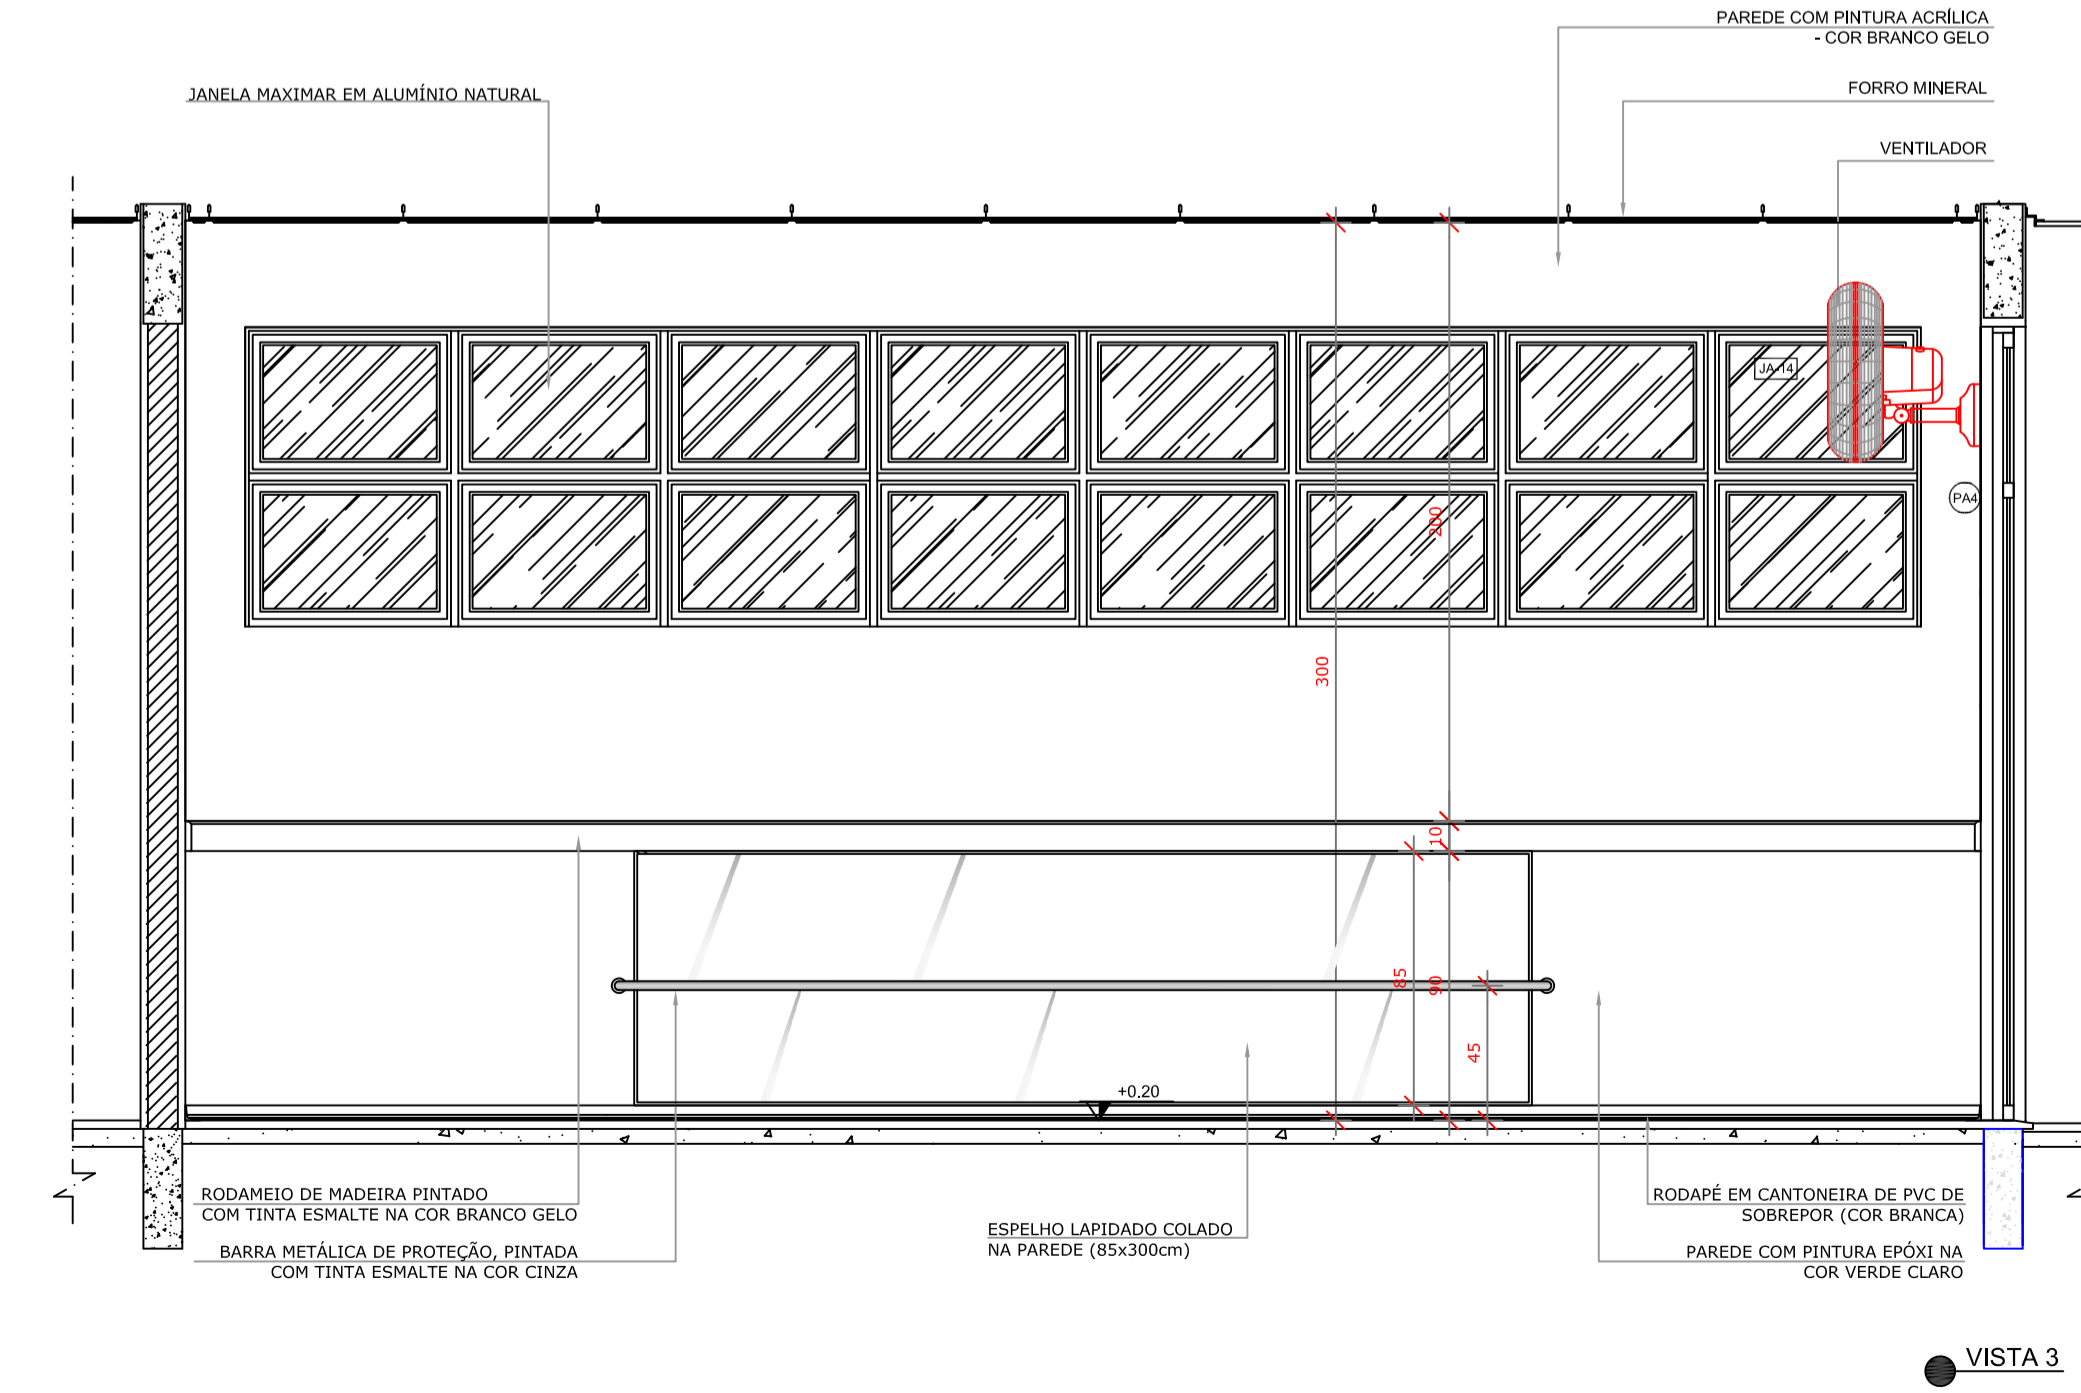 PAREDE COM PINTURA ACRÍLICA
- COR BRANCO GELO
JANELA MAXIMAR EM ALUMÍNIO NATURAL
FORRO MINERAL
VENTILADOR
JA-14
PA4
200
300
10
85
90
45
+0.20
RODAMEIO DE MADEIRA PINTADO
COM TINTA ESMALTE NA COR BRANCO GELO
BARRA METÁLICA DE PROTEÇÃO, PINTADA
COM TINTA ESMALTE NA COR CINZA
ESPELHO LAPIDADO COLADO
NA PAREDE (85x300cm)
RODAPÉ EM CANTONEIRA DE PVC DE
SOBREPOR (COR BRANCA)
PAREDE COM PINTURA EPÓXI NA
COR VERDE CLARO
VISTA 3